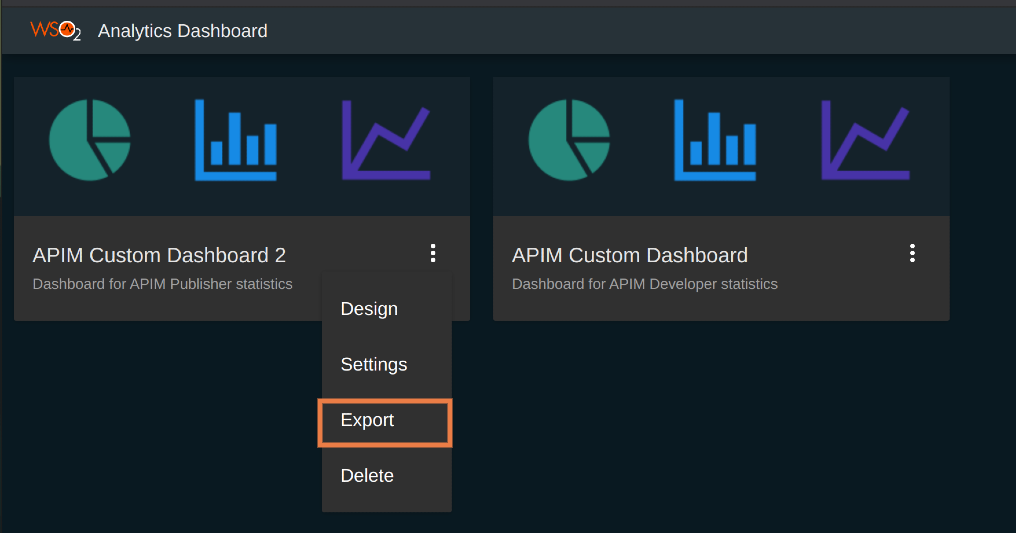 WSO2 Analytics Dashboard
APIM Custom Dashboard 2
Dashboard for APIM Publisher statistics
APIM Custom Dashboard
Dashboard for APIM Developer statistics
Design
Settings
Export
Delete